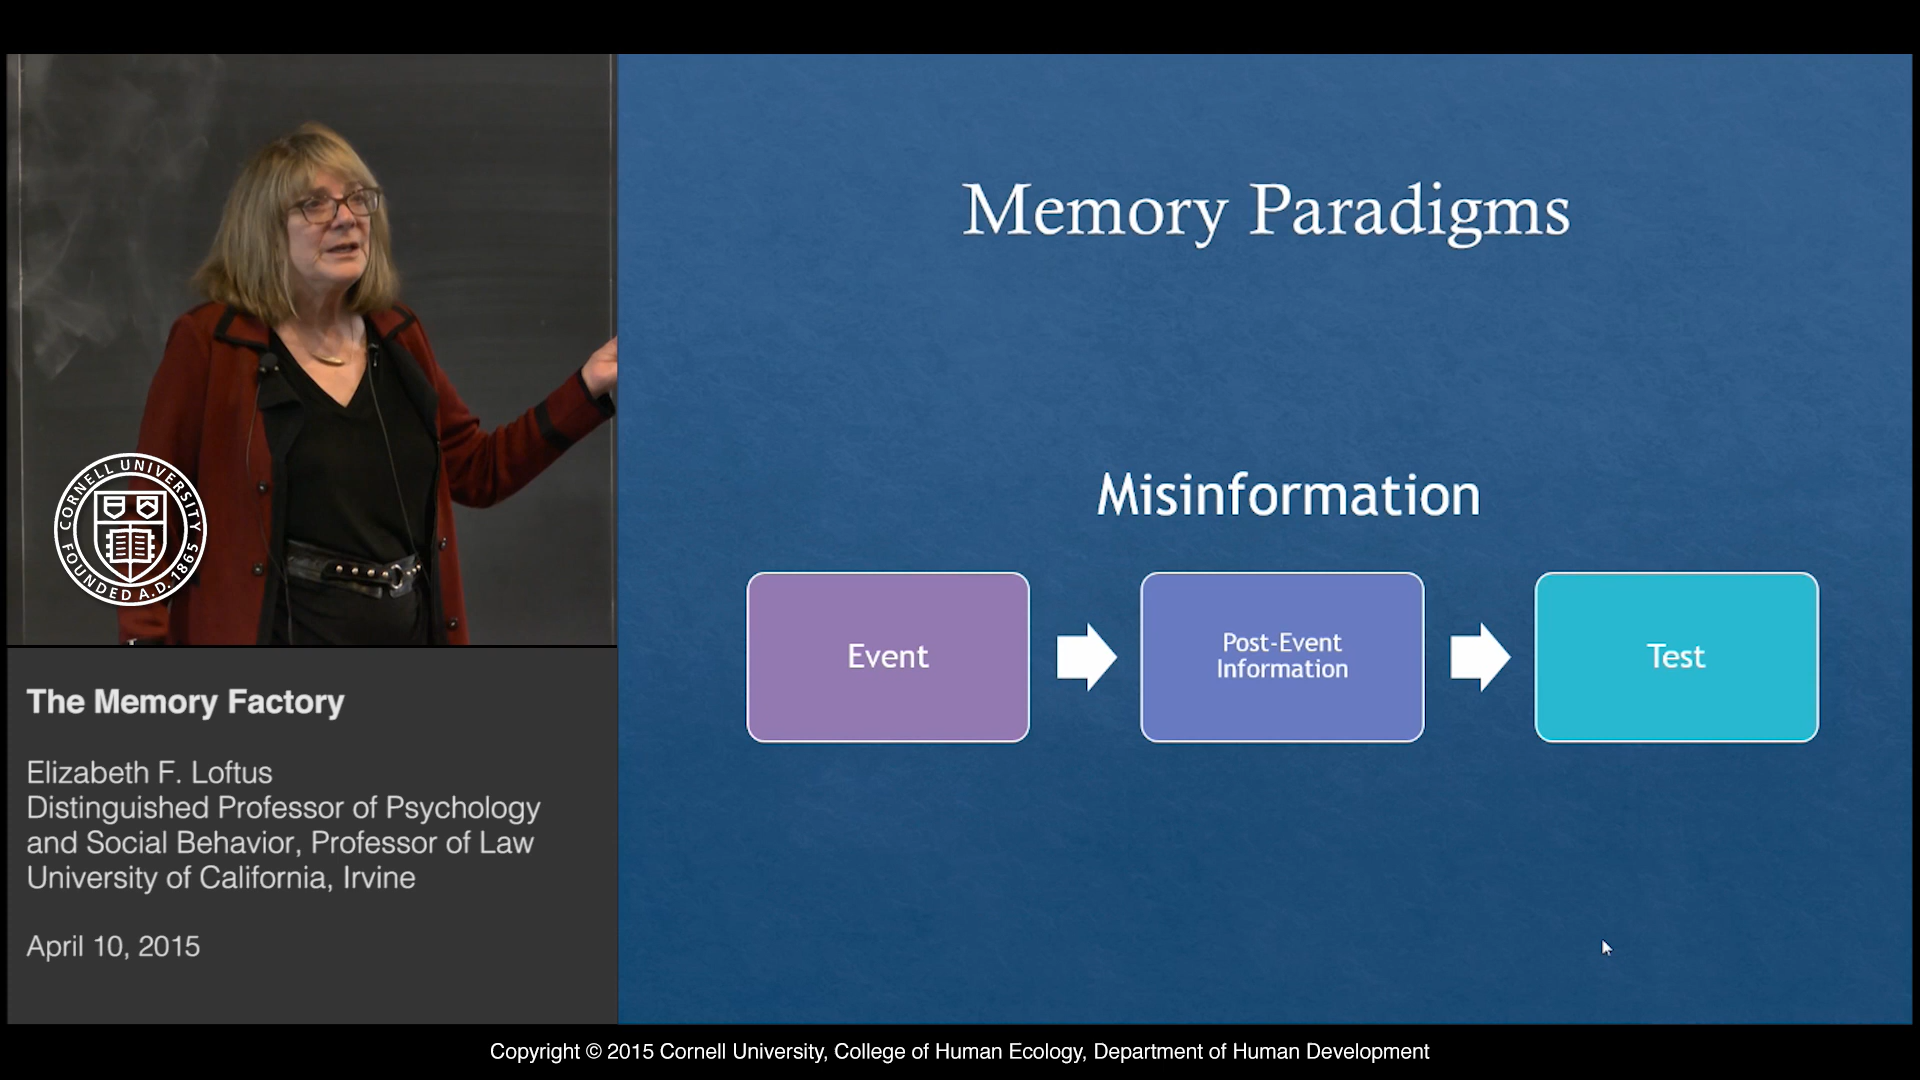 Memory Paradigms
Misinformation
Event
Post-Event
Information
Test
CORNELL UNIVERSITY
FOUNDED A.D. 1865
The Memory Factory
Elizabeth F. Loftus
Distinguished Professor of Psychology
and Social Behavior, Professor of Law
University of California, Irvine
April 10, 2015
Copyright © 2015 Cornell University, College of Human Ecology, Department of Human Development